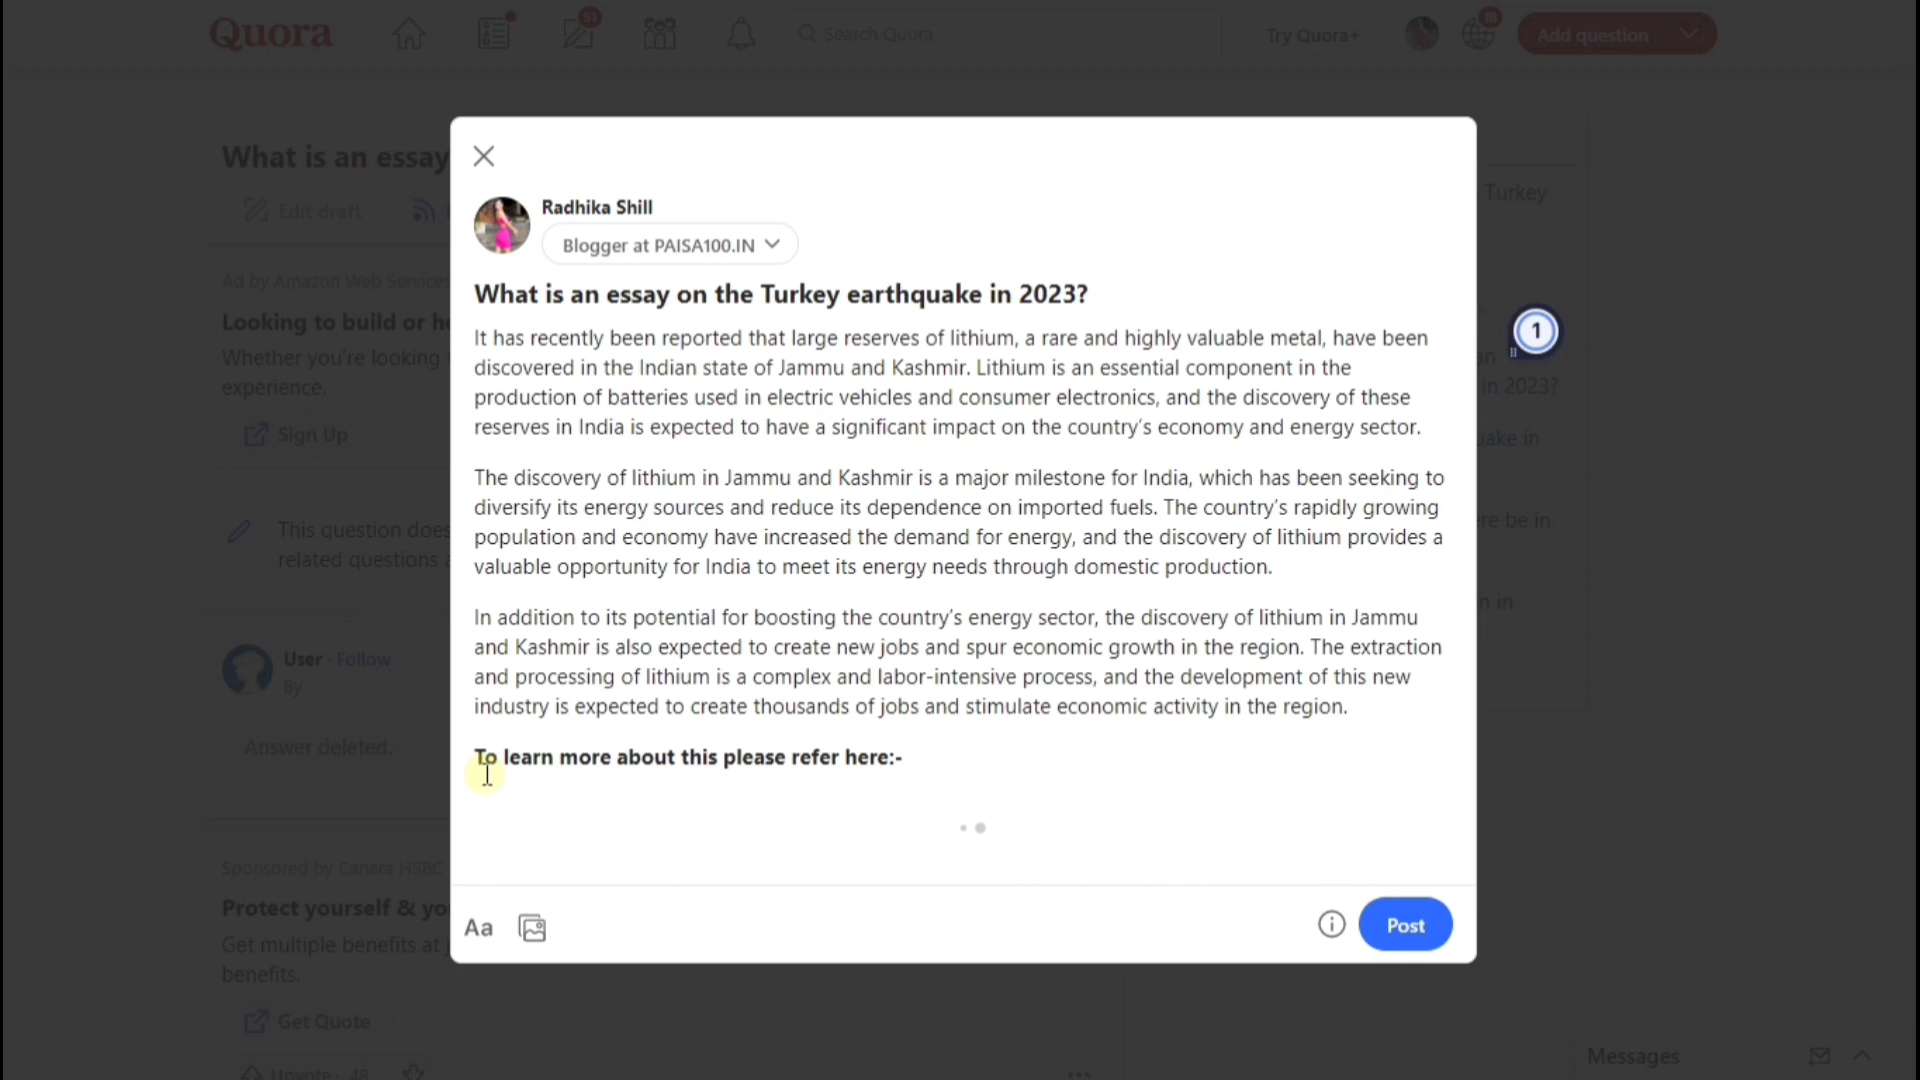 Quora
51
Search Quora
Try Quora+
10
Add question
What is an essay
Edit draft
Turkey
Ad by Amazon Web Services
Looking to build or
Whether you're looking
experience.
Sign Up
This question does
related questions
User · Follow
By
Answer deleted.
Sponsored by Canara HSBC
Protect yourself &
Get multiple benefits at
benefits.
Get Quote
Upvote · 48
Radhika Shill
Blogger at PAISA100.IN
What is an essay on the Turkey earthquake in 2023?
It has recently been reported that large reserves of lithium, a rare and highly valuable metal, have been
discovered in the Indian state of Jammu and Kashmir. Lithium is an essential component in the
production of batteries used in electric vehicles and consumer electronics, and the discovery of these
reserves in India is expected to have a significant impact on the country's economy and energy sector.
The discovery of lithium in Jammu and Kashmir is a major milestone for India, which has been seeking to
diversify its energy sources and reduce its dependence on imported fuels. The country's rapidly growing
population and economy have increased the demand for energy, and the discovery of lithium provides a
valuable opportunity for India to meet its energy needs through domestic production.
In addition to its potential for boosting the country's energy sector, the discovery of lithium in Jammu
and Kashmir is also expected to create new jobs and spur economic growth in the region. The extraction
and processing of lithium is a complex and labor-intensive process, and the development of this new
industry is expected to create thousands of jobs and stimulate economic activity in the region.
To learn more about this please refer here:-
Aa
Post
1
in 2023?
in
be in
in
Messages